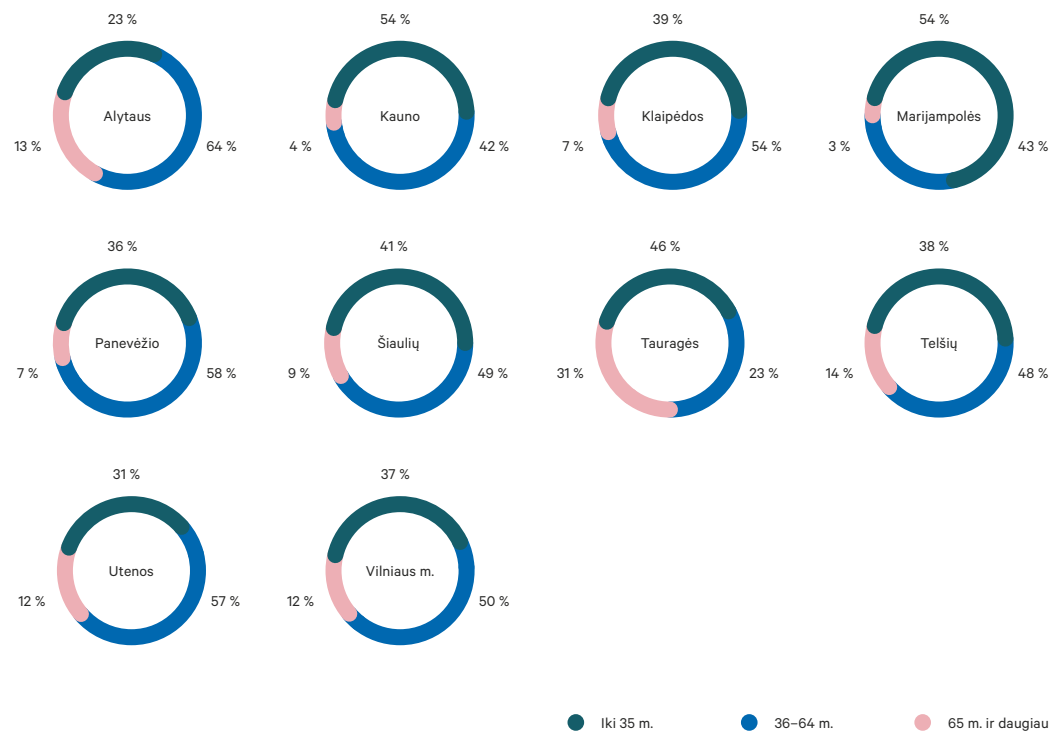 23 %
54 %
39 %
54 %
Alytaus
Kauno
Klaipėdos
Marijampolės
13 %
64 %
4 %
42 %
7 %
54 %
3 %
43 %
36 %
41 %
46 %
38 %
Panevėžio
Šiaulių
Tauragės
Telšių
7 %
58 %
9 %
49 %
31 %
23 %
14 %
48 %
31 %
37 %
Utenos
Vilniaus m.
12 %
57 %
12 %
50 %
Iki 35 m.
36–64 m.
65 m. ir daugiau